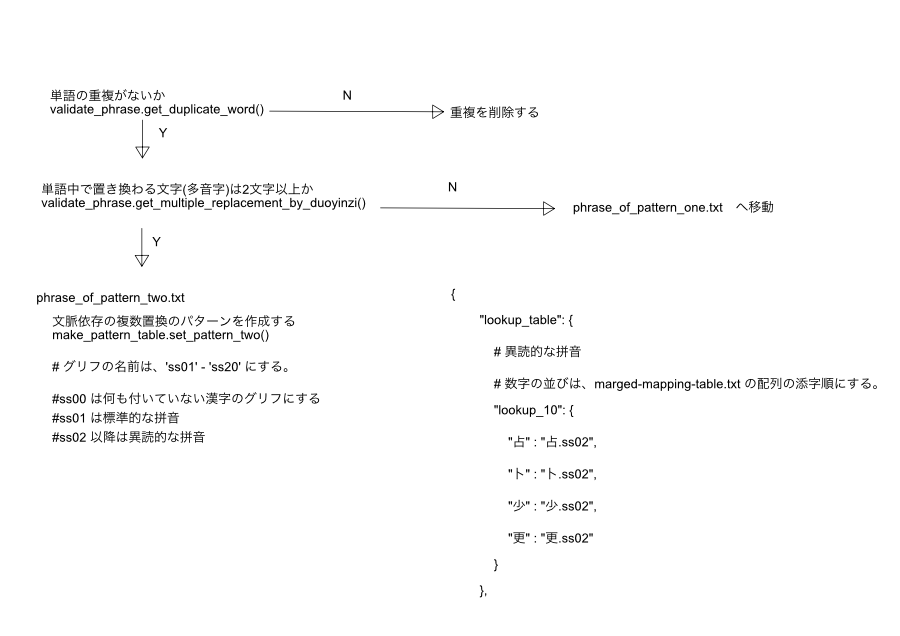 単語の重複がないか
validate_phrase.get_duplicate_word()
N
重複を削除する
Y
単語中で置き換わる文字(多音字)は2文字以上か
validate_phrase.get_multiple_replacement_by_duoyinzi()
N
phrase_of_pattern_one.txt へ移動
Y
phrase_of_pattern_two.txt
文脈依存の複数置換のパターンを作成する
make_pattern_table.set_pattern_two()
# グリフの名前は、'ss01' - 'ss20' にする。
#ss00 は何も付いていない漢字のグリフにする
#ss01 は標準的な拼音
#ss02 以降は異読的な拼音
{
"lookup_table": {
# 異読的な拼音
# 数字の並びは、marged-mapping-table.txt の配列の添字順にする。
"lookup_10": {
"占" : "占.ss02",
"卜" : "卜.ss02",
"少" : "少.ss02",
"更" : "更.ss02"
}
},